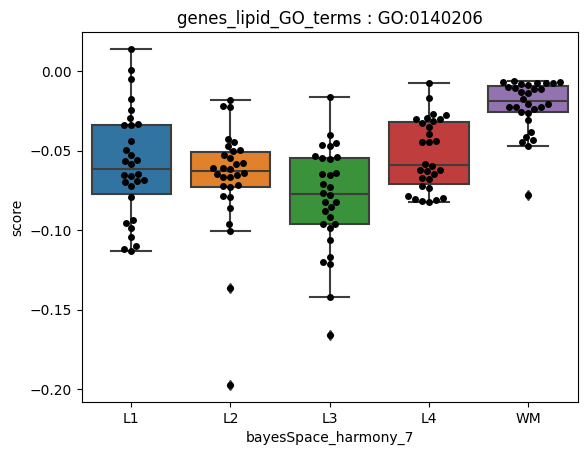 genes_lipid_GO_terms : GO:0140206
0.00
−0.05
−0.10
−0.15
−0.20
score
L1 L2 L3 L4 WM
bayesSpace_harmony_7